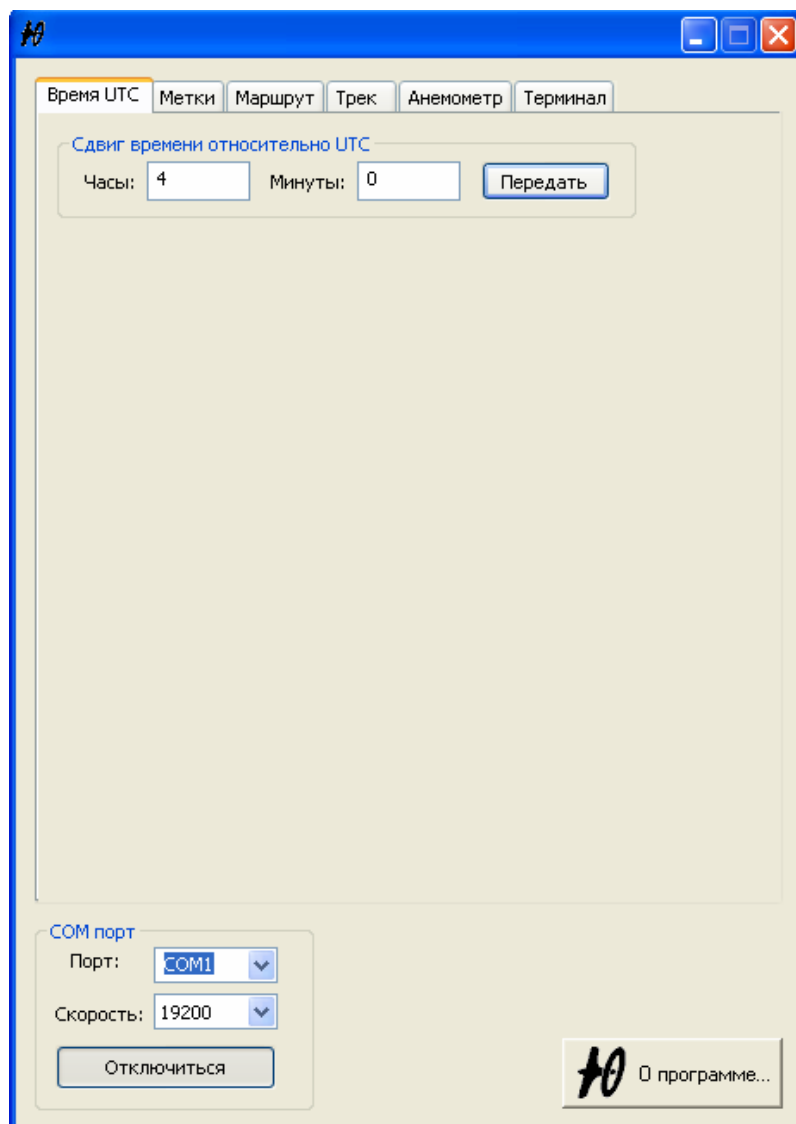 Ю
Время UTC Метки Маршрут Трек Анемометр Терминал
Сдвиг времени относительно UTC
Часы: 4 Минуты: 0 Передать
COM порт
Порт: COM1
Скорость: 19200
Отключиться
Ю О программе...